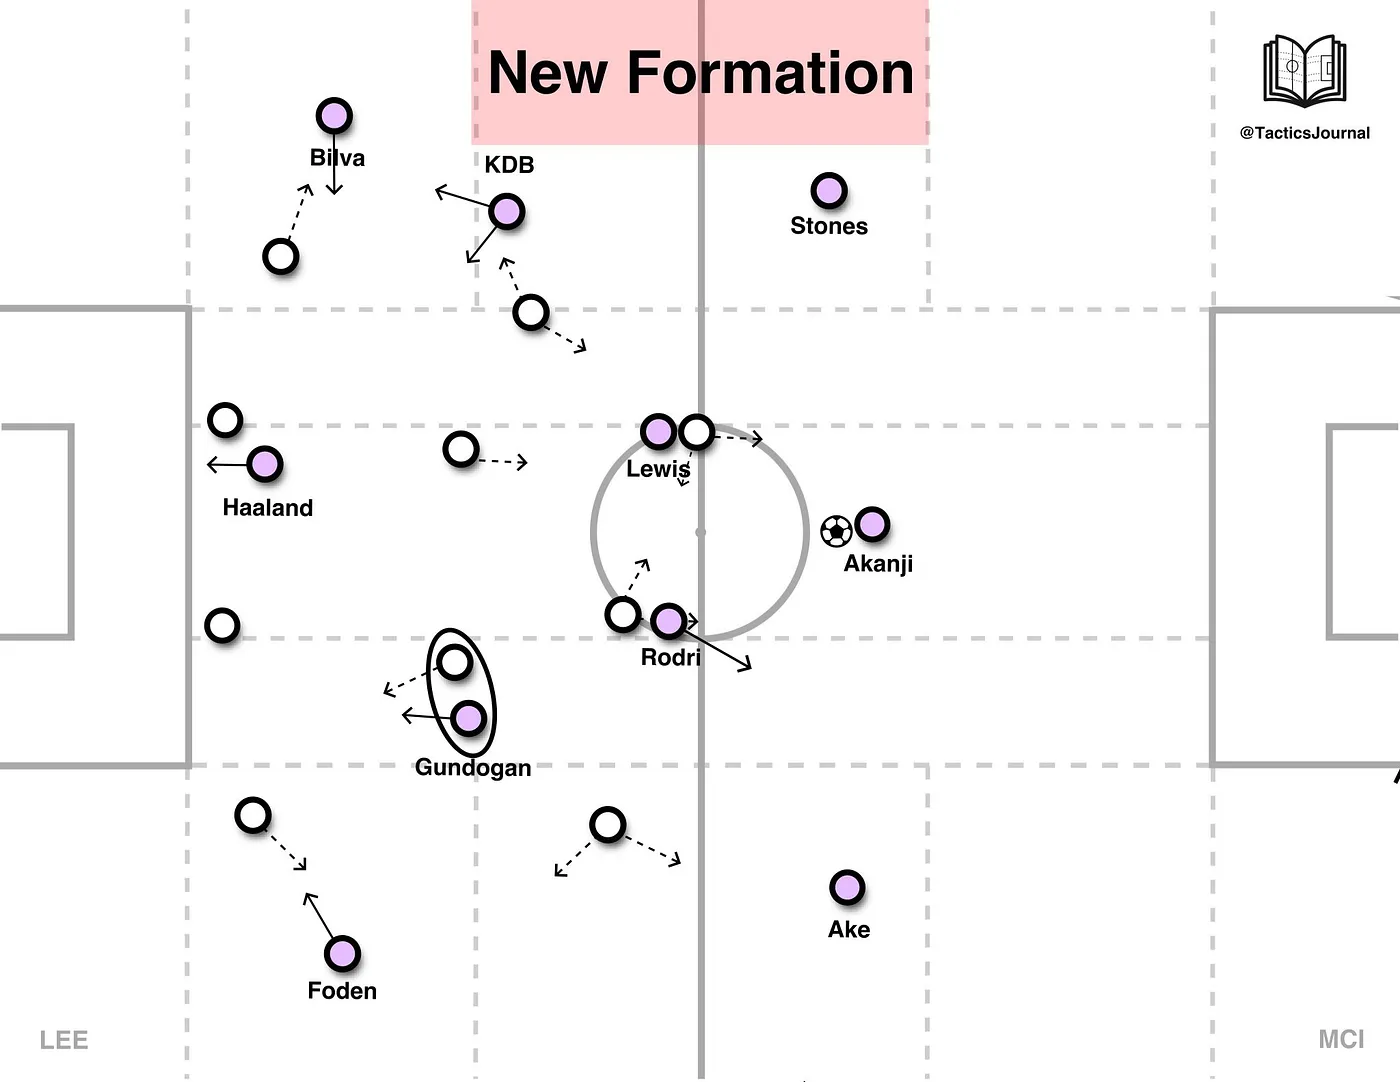 New Formation
@TacticsJournal
Bilva
KDB
Stones
Lewis
Haaland
Akanji
Rodri
Gundogan
Ake
Foden
LEE
MCI